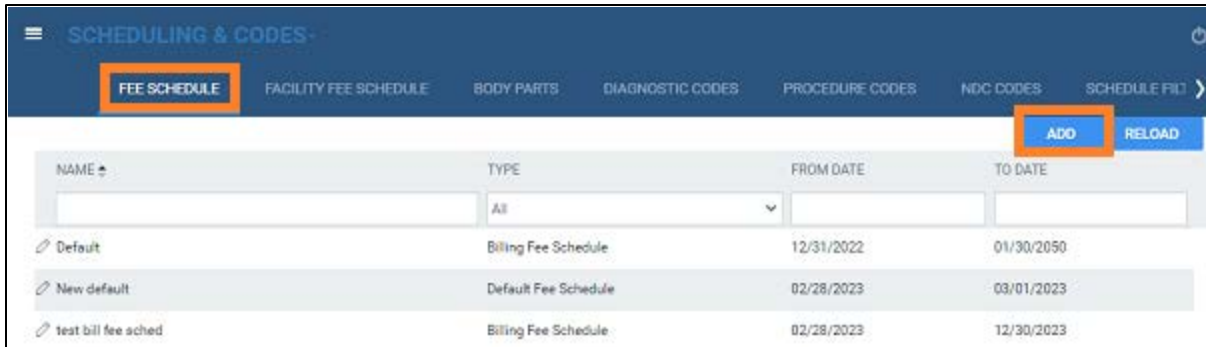 SCHEDULING & CODES-
FEE SCHEDULE FACILITY FEE SCHEDULE BODY PARTS DIAGNOSTIC CODES PROCEDURE CODES NDC CODES SCHEDULE FILT
ADD RELOAD
NAME TYPE FROM DATE TO DATE
All
Default Billing Fee Schedule 12/31/2022 01/30/2050
New default Default Fee Schedule 02/28/2023 03/01/2023
test bill fee sched Billing Fee Schedule 02/28/2023 12/30/2023